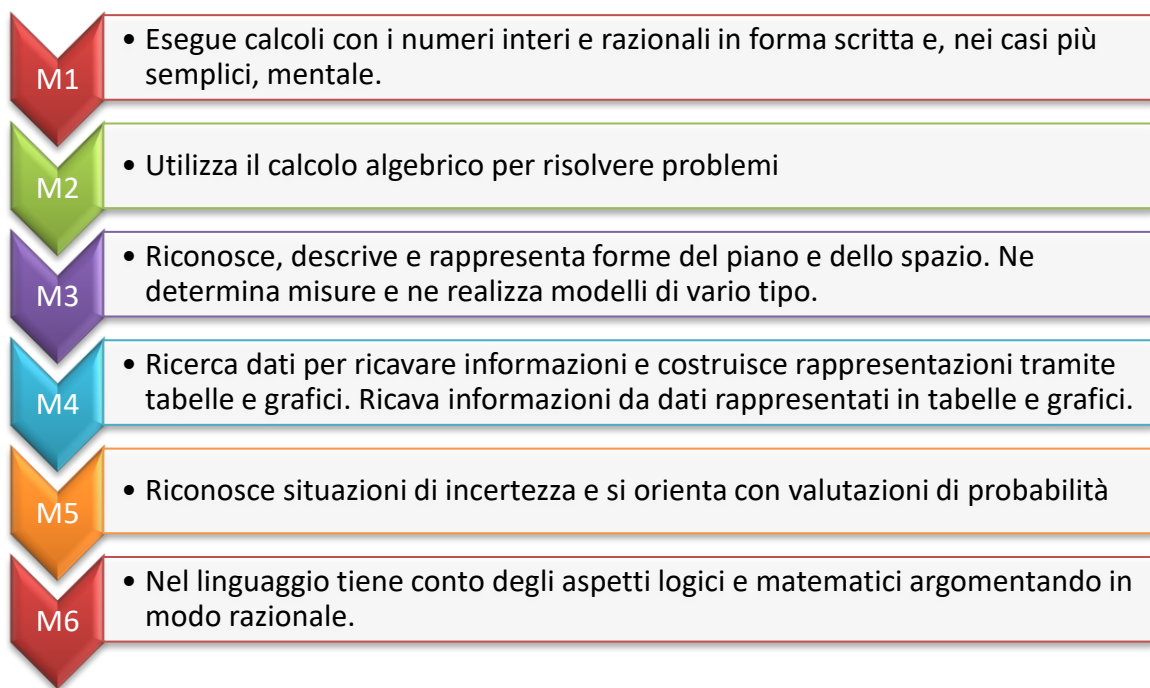 M1
• Esegue calcoli con i numeri interi e razionali in forma scritta e, nei casi più
semplici, mentale.
M2
• Utilizza il calcolo algebrico per risolvere problemi
M3
• Riconosce, descrive e rappresenta forme del piano e dello spazio. Ne
determina misure e ne realizza modelli di vario tipo.
M4
• Ricerca dati per ricavare informazioni e costruisce rappresentazioni tramite
tabelle e grafici. Ricava informazioni da dati rappresentati in tabelle e grafici.
M5
• Riconosce situazioni di incertezza e si orienta con valutazioni di probabilità
M6
• Nel linguaggio tiene conto degli aspetti logici e matematici argomentando in
modo razionale.